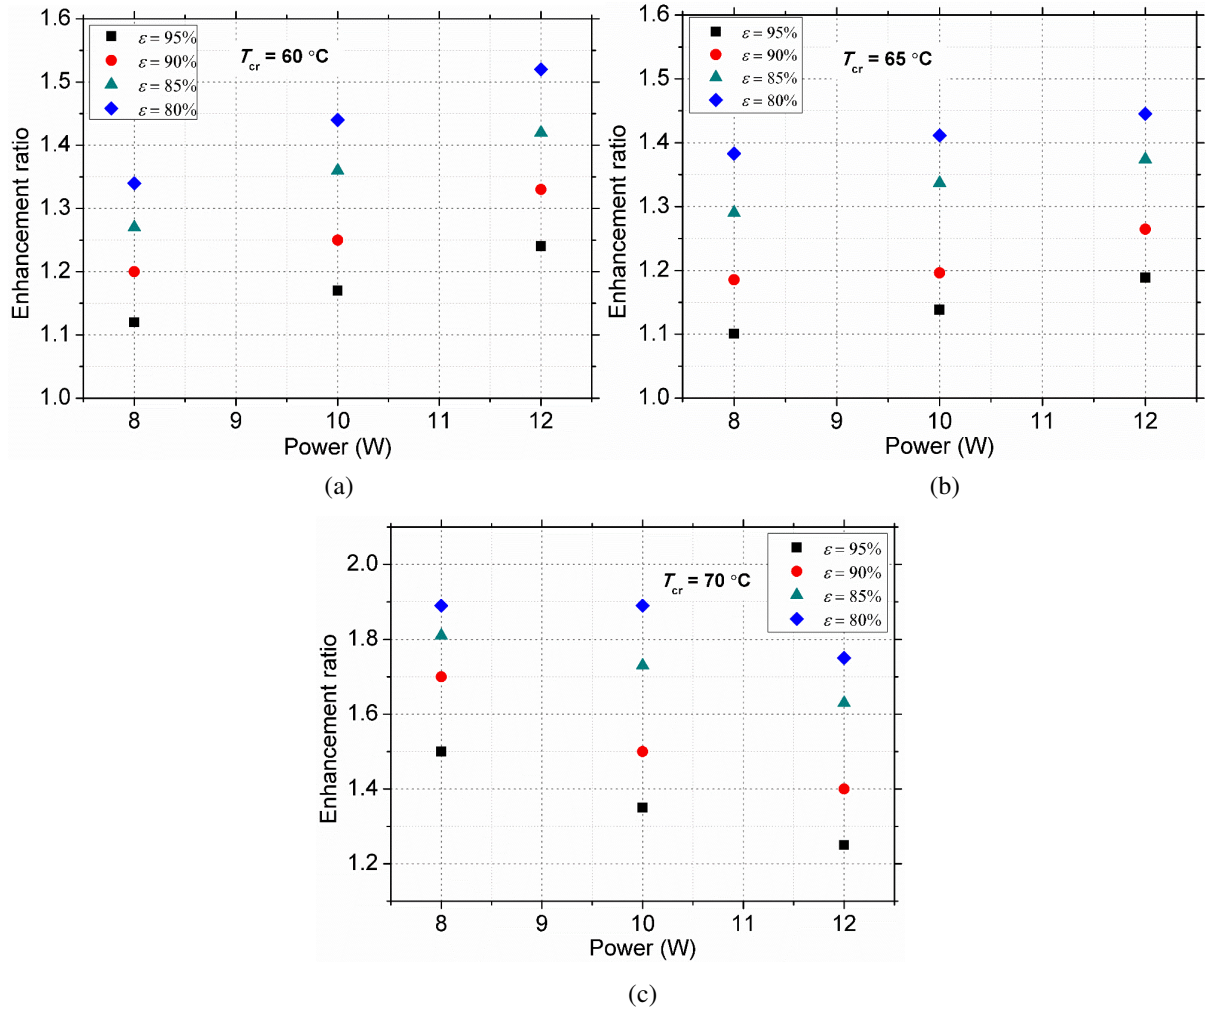 1.6
1.5
1.4
1.3
1.2
1.1
1.0
Enhancement ratio
ε = 95%
ε = 90%
ε = 85%
ε = 80%
Tcr = 60 °C
8 9 10 11 12
Power (W)
(a)
1.6
1.5
1.4
1.3
1.2
1.1
1.0
Enhancement ratio
ε = 95%
ε = 90%
ε = 85%
ε = 80%
Tcr = 65 °C
8 9 10 11 12
Power (W)
(b)
2.0
1.8
1.6
1.4
1.2
Enhancement ratio
Tcr = 70 °C
ε = 95%
ε = 90%
ε = 85%
ε = 80%
8 9 10 11 12
Power (W)
(c)